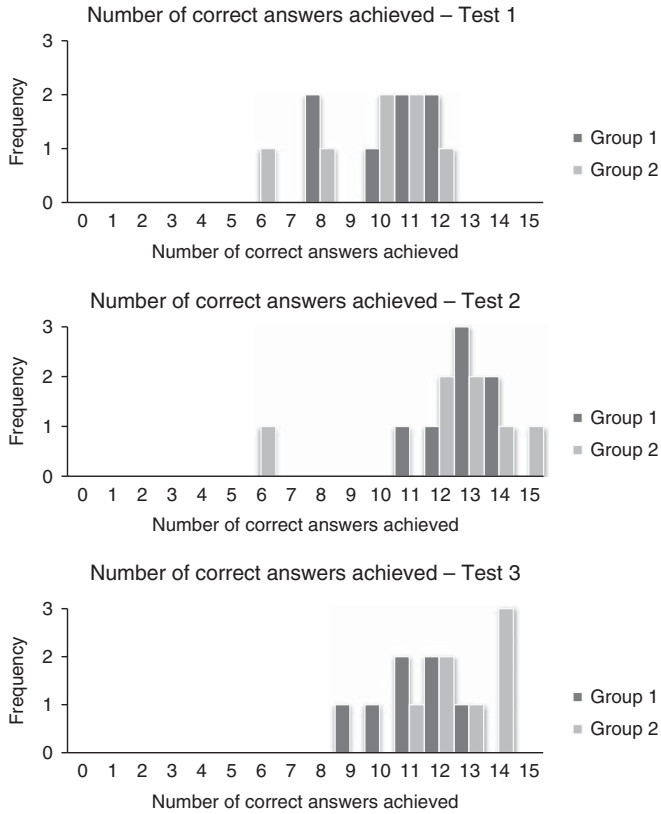 Number of correct answers achieved – Test 1
3
2
1
0
Frequency
0 1 2 3 4 5 6 7 8 9 10 11 12 13 14 15
Number of correct answers achieved
Group 1
Group 2
Number of correct answers achieved – Test 2
3
2
1
0
Frequency
0 1 2 3 4 5 6 7 8 9 10 11 12 13 14 15
Number of correct answers achieved
Group 1
Group 2
Number of correct answers achieved – Test 3
3
2
1
0
Frequency
0 1 2 3 4 5 6 7 8 9 10 11 12 13 14 15
Number of correct answers achieved
Group 1
Group 2